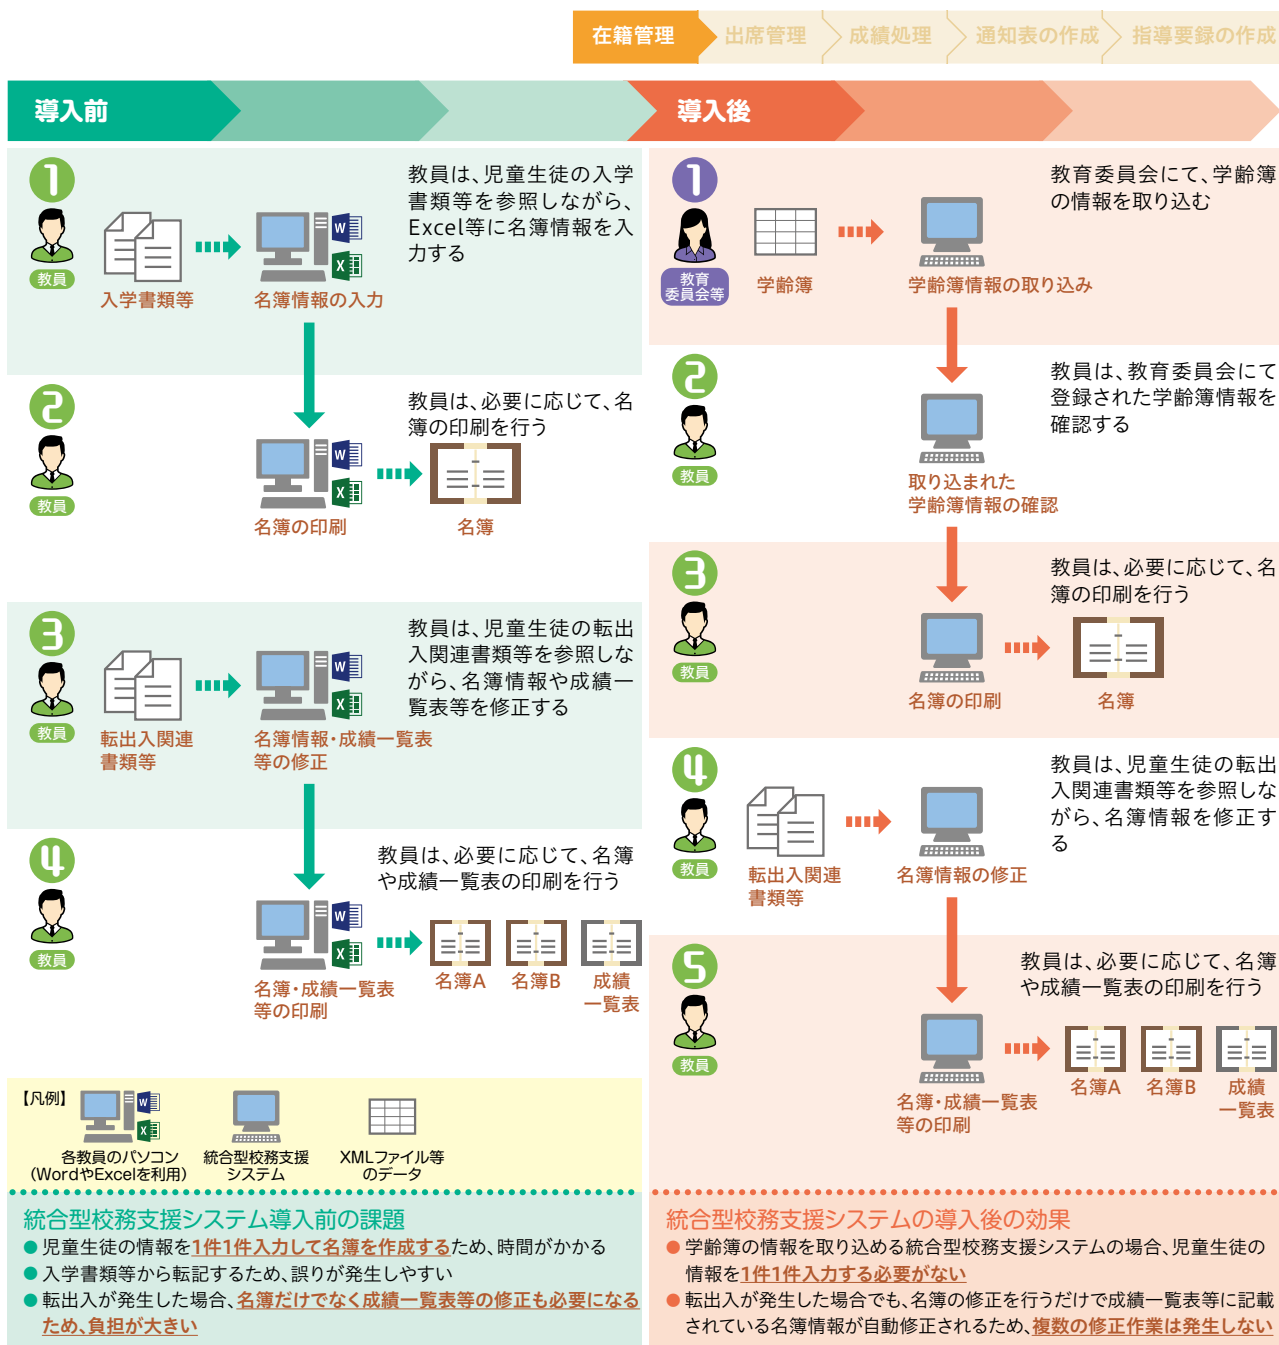 在籍管理
出席管理
成績処理
通知表の作成
指導要録の作成
導入前
1
教員
入学書類等
名簿情報の入力
教員は、児童生徒の入学
書類等を参照しながら、
Excel等に名簿情報を入
力する
2
教員
名簿の印刷
名簿
教員は、必要に応じて、名
簿の印刷を行う
3
教員
転出入関連
書類等
名簿情報・成績一覧表
等の修正
教員は、児童生徒の転出
入関連書類等を参照しな
がら、名簿情報や成績一
覧表等を修正する
4
教員
教員は、必要に応じて、名簿
や成績一覧表の印刷を行う
名簿・成績一覧表
等の印刷
名簿A
名簿B
成績
一覧表
【凡例】
各教員のパソコン
(WordやExcelを利用)
統合型校務支援
システム
XMLファイル等
のデータ
統合型校務支援システム導入前の課題
● 児童生徒の情報を1件1件入力して名簿を作成するため、時間がかかる
● 入学書類等から転記するため、誤りが発生しやすい
● 転出入が発生した場合、名簿だけでなく成績一覧表等の修正も必要になる
ため、負担が大きい
導入後
1
教育
委員会等
学齢簿
学齢簿情報の取り込み
教育委員会にて、学齢簿
の情報を取り込む
2
教員
取り込まれた
学齢簿情報の確認
教員は、教育委員会にて
登録された学齢簿情報を
確認する
3
教員
名簿の印刷
名簿
教員は、必要に応じて、名
簿の印刷を行う
4
教員
転出入関連
書類等
名簿情報の修正
教員は、児童生徒の転出
入関連書類等を参照しな
がら、名簿情報を修正す
る
5
教員
教員は、必要に応じて、名簿
や成績一覧表の印刷を行う
名簿・成績一覧表
等の印刷
名簿A
名簿B
成績
一覧表
統合型校務支援システムの導入後の効果
● 学齢簿の情報を取り込める統合型校務支援システムの場合、児童生徒の
情報を1件1件入力する必要がない
● 転出入が発生した場合でも、名簿の修正を行うだけで成績一覧表等に記載
されている名簿情報が自動修正されるため、複数の修正作業は発生しない